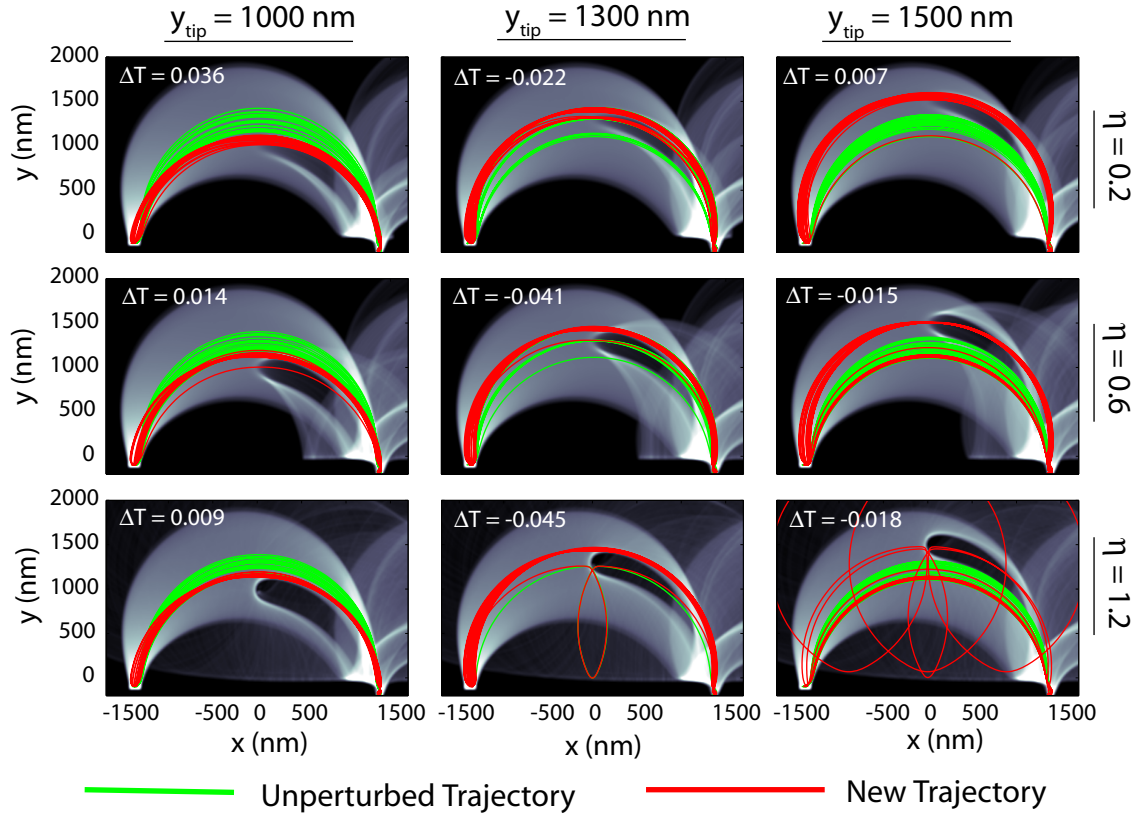 y_tip = 1000 nm
y_tip = 1300 nm
y_tip = 1500 nm
2000
1500
1000
500
0
y (nm)
ΔT = 0.036
ΔT = -0.022
ΔT = 0.007
η = 0.2
2000
1500
1000
500
0
y (nm)
ΔT = 0.014
ΔT = -0.041
ΔT = -0.015
η = 0.6
2000
1500
1000
500
0
y (nm)
ΔT = 0.009
ΔT = -0.045
ΔT = -0.018
η = 1.2
-1500 -500 0 500 1500
-1500 -500 0 500 1500
-1500 -500 0 500 1500
x (nm)
x (nm)
x (nm)
Unperturbed Trajectory
New Trajectory